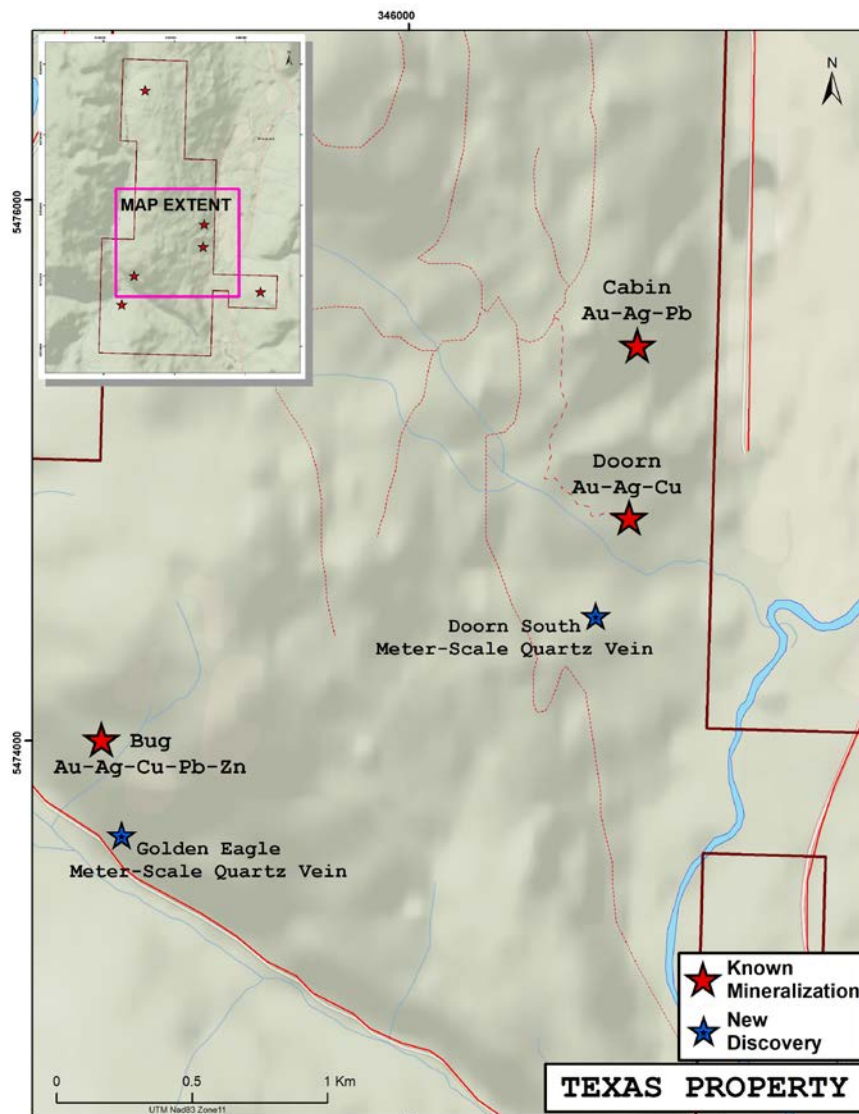 346000
N
MAP EXTENT
5476000
Cabin
Au-Ag-Pb
Doorn
Au-Ag-Cu
Doorn South
Meter-Scale Quartz Vein
5474000
Bug
Au-Ag-Cu-Pb-Zn
Golden Eagle
Meter-Scale Quartz Vein
Known
Mineralization
New
Discovery
0 0.5 1 Km
UTM Nad83 Zone11
TEXAS PROPERTY